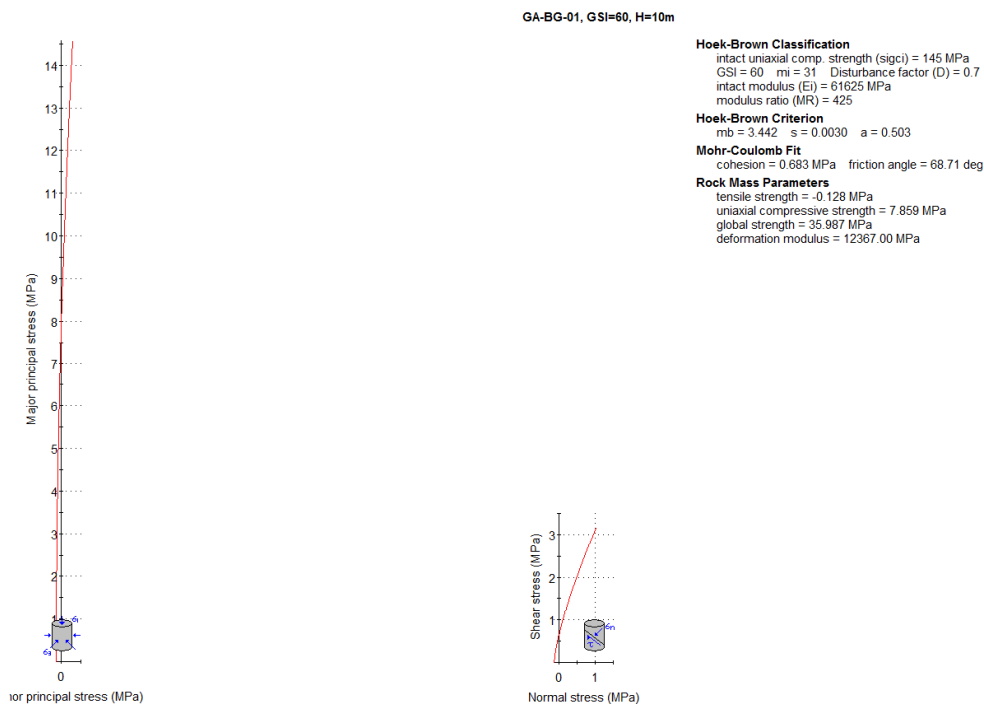 GA-BG-01, GSI=60, H=10m
Hoek-Brown Classification
intact uniaxial comp. strength (sigci) = 145 MPa
GSI = 60 mi = 31 Disturbance factor (D) = 0.7
intact modulus (Ei) = 61625 MPa
modulus ratio (MR) = 425
Hoek-Brown Criterion
mb = 3.442 s = 0.0030 a = 0.503
Mohr-Coulomb Fit
cohesion = 0.683 MPa friction angle = 68.71 deg
Rock Mass Parameters
tensile strength = -0.128 MPa
uniaxial compressive strength = 7.859 MPa
global strength = 35.987 MPa
deformation modulus = 12367.00 MPa
Major principal stress (MPa)
14
13
12
11
10
9
8
7
6
5
4
3
2
1
σ1
σ3
0
ior principal stress (MPa)
Shear stress (MPa)
3
2
1
σn
τ
0 1
Normal stress (MPa)